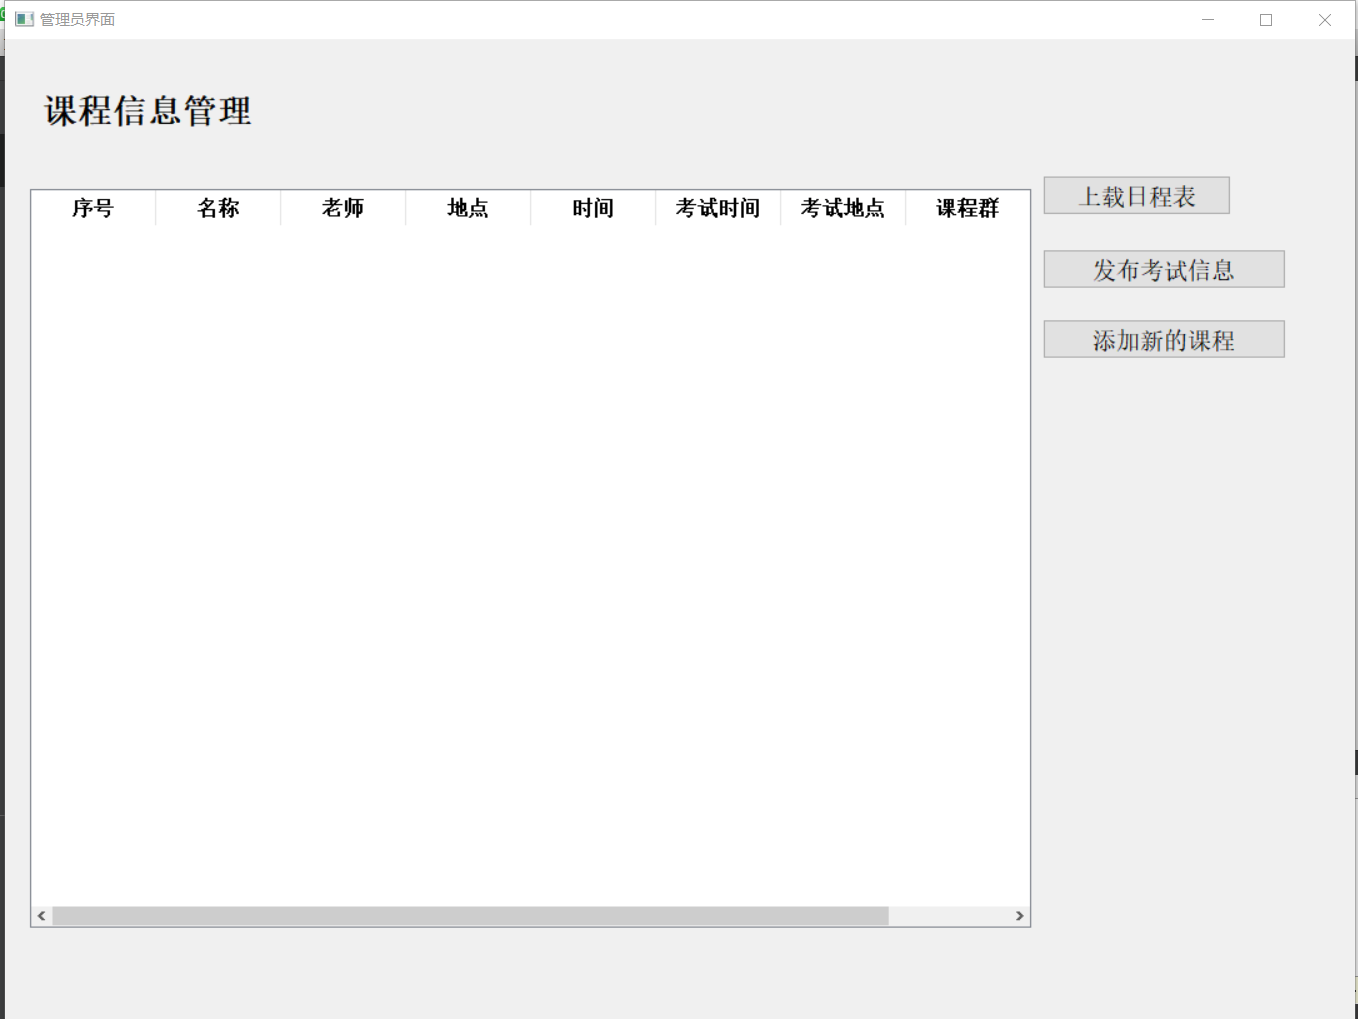 管理员界面
课程信息管理
序号 名称 老师 地点 时间 考试时间 考试地点 课程群
上载日程表
发布考试信息
添加新的课程